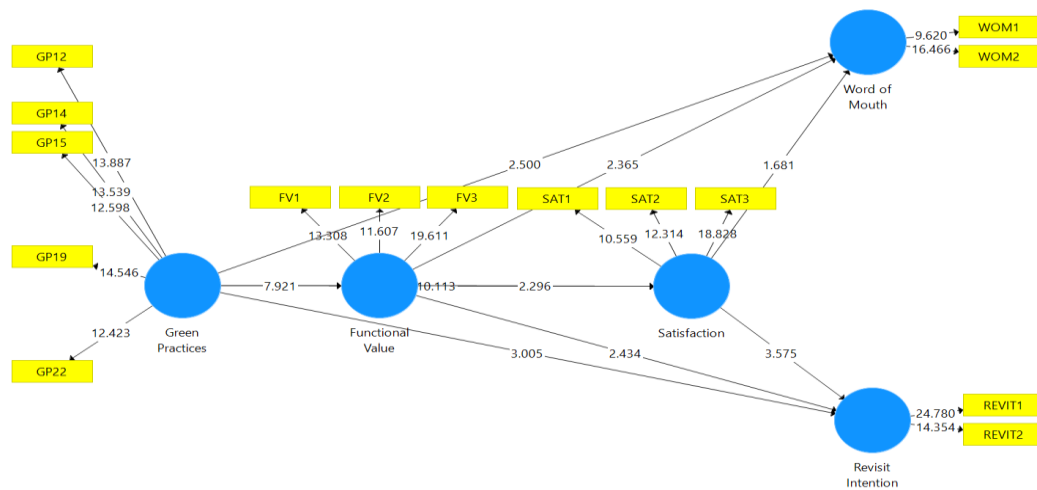 WOM1
9.620
16.466
WOM2
Word of
Mouth
GP12
GP14
GP15
13.887
13.539
12.598
2.500
2.365
1.681
FV1
FV2
FV3
SAT1
SAT2
SAT3
13.308
11.607
19.611
10.559
12.314
18.828
GP19
14.546
7.921
10.113
2.296
Green
Practices
Functional
Value
Satisfaction
12.423
GP22
3.005
2.434
3.575
REVIT1
24.780
14.354
REVIT2
Revisit
Intention